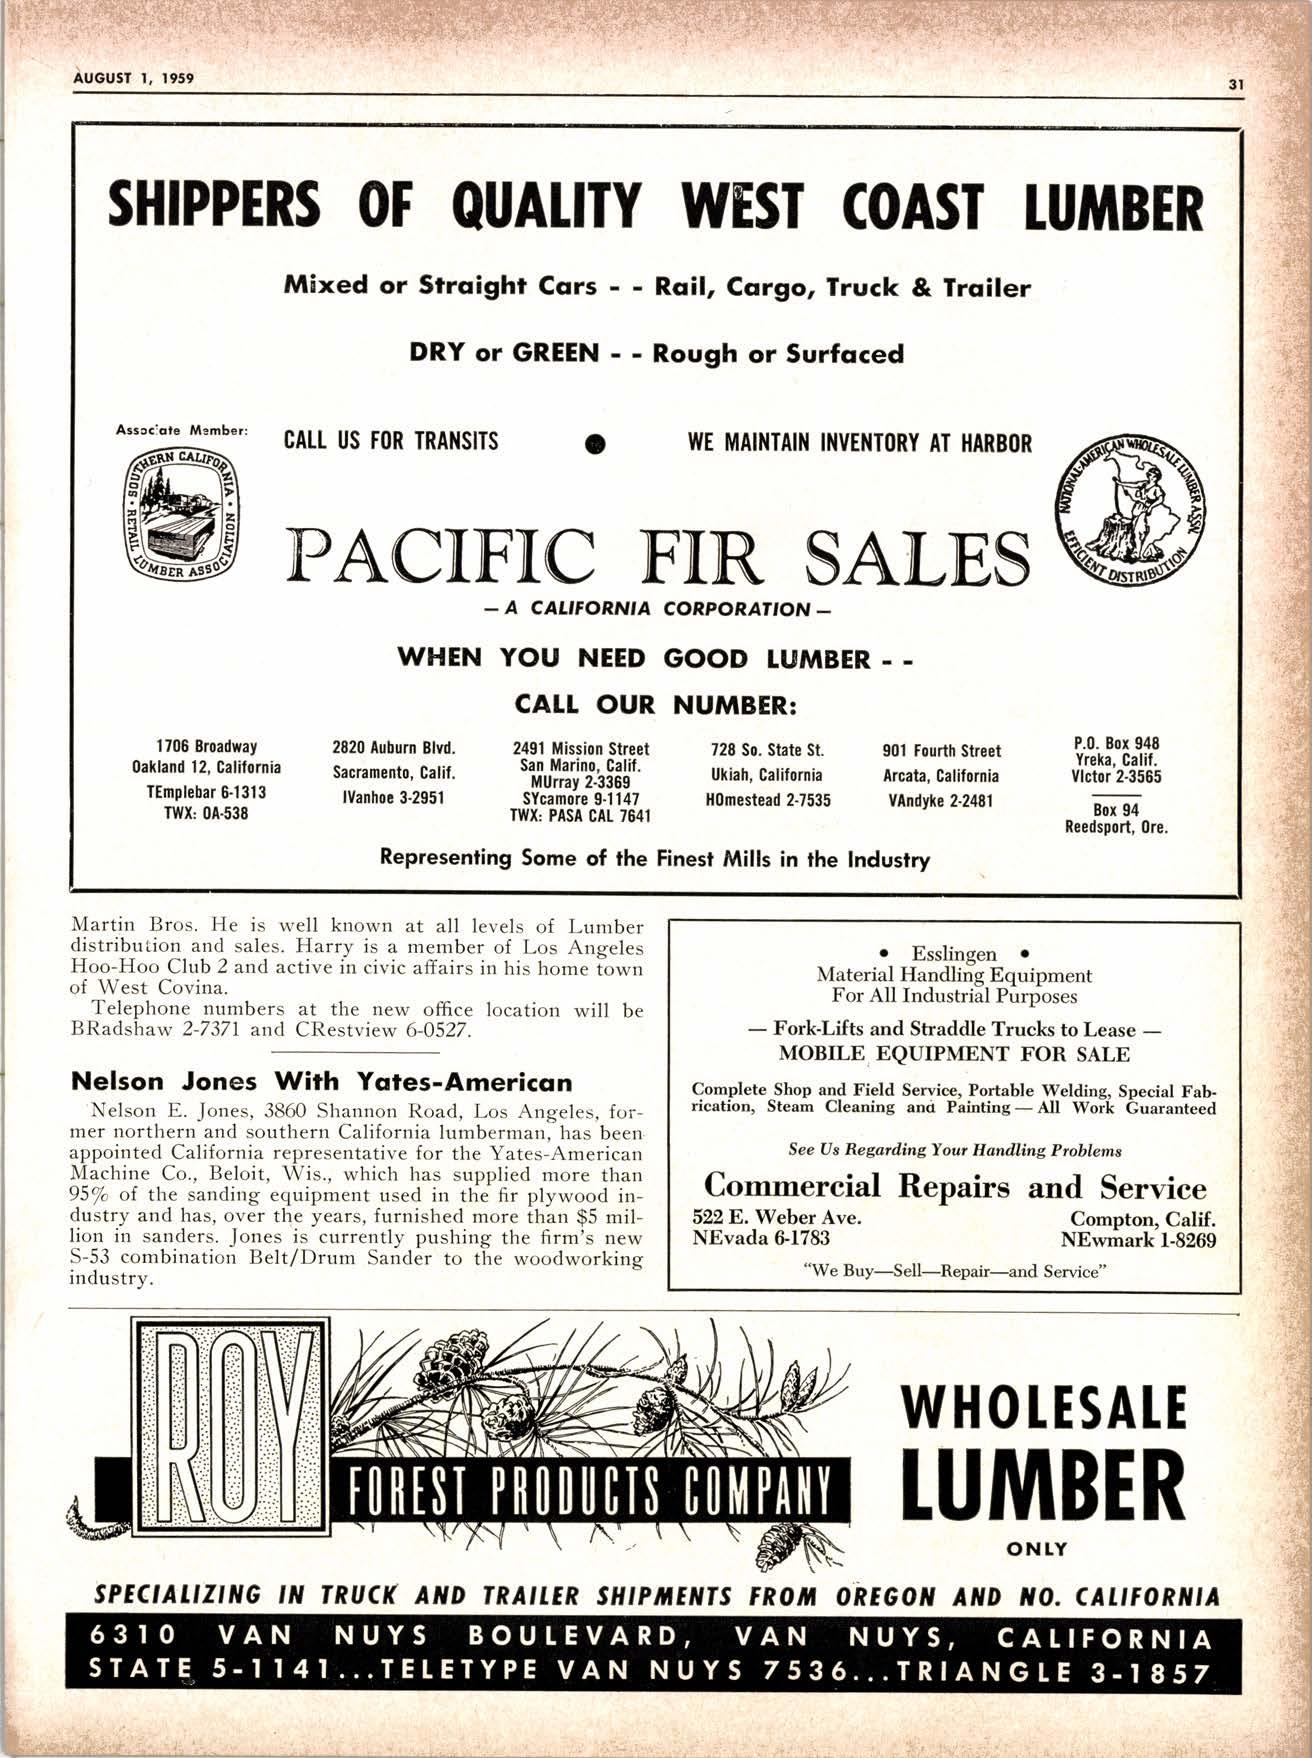 AUGUST 1, 1959
31
SHIPPERS OF QUALITY WEST COAST LUMBER
Mixed or Straight Cars - - Rail, Cargo, Truck & Trailer
DRY or GREEN - - Rough or Surfaced
Associate Member:
SOUTHERN CALIFORNIA
RETAIL LUMBER ASSOCIATION
CALL US FOR TRANSITS ● WE MAINTAIN INVENTORY AT HARBOR
NATIONAL-AMERICAN WHOLESALE LUMBER ASSN.
EFFICIENT DISTRIBUTION
PACIFIC FIR SALES
— A CALIFORNIA CORPORATION —
WHEN YOU NEED GOOD LUMBER - -
CALL OUR NUMBER:
1706 Broadway
Oakland 12, California
TEmplebar 6-1313
TWX: OA-538
2820 Auburn Blvd.
Sacramento, Calif.
IVanhoe 3-2951
2491 Mission Street
San Marino, Calif.
MUrray 2-3369
SYcamore 9-1147
TWX: PASA CAL 7641
728 So. State St.
Ukiah, California
HOmestead 2-7535
901 Fourth Street
Arcata, California
VAndyke 2-2481
P.O. Box 948
Yreka, Calif.
VIctor 2-3565
Box 94
Reedsport, Ore.
Representing Some of the Finest Mills in the Industry
Martin Bros. He is well known at all levels of Lumber
distribution and sales. Harry is a member of Los Angeles
Hoo-Hoo Club 2 and active in civic affairs in his home town
of West Covina.
Telephone numbers at the new office location will be
BRadshaw 2-7371 and CRestview 6-0527.
Nelson Jones With Yates-American
Nelson E. Jones, 3860 Shannon Road, Los Angeles, for-
mer northern and southern California lumberman, has been
appointed California representative for the Yates-American
Machine Co., Beloit, Wis., which has supplied more than
95% of the sanding equipment used in the fir plywood in-
dustry and has, over the years, furnished more than $5 mil-
lion in sanders. Jones is currently pushing the firm's new
S-53 combination Belt/Drum Sander to the woodworking
industry.
• Esslingen •
Material Handling Equipment
For All Industrial Purposes
— Fork-Lifts and Straddle Trucks to Lease —
MOBILE EQUIPMENT FOR SALE
Complete Shop and Field Service, Portable Welding, Special Fab-
rication, Steam Cleaning and Painting — All Work Guaranteed
See Us Regarding Your Handling Problems
Commercial Repairs and Service
522 E. Weber Ave. Compton, Calif.
NEvada 6-1783 NEwmark 1-8269
"We Buy—Sell—Repair—and Service"
ROY
FOREST PRODUCTS COMPANY
WHOLESALE
LUMBER
ONLY
SPECIALIZING IN TRUCK AND TRAILER SHIPMENTS FROM OREGON AND NO. CALIFORNIA
6310 VAN NUYS BOULEVARD, VAN NUYS, CALIFORNIA
STATE 5-1141...TELETYPE VAN NUYS 7536...TRIANGLE 3-1857